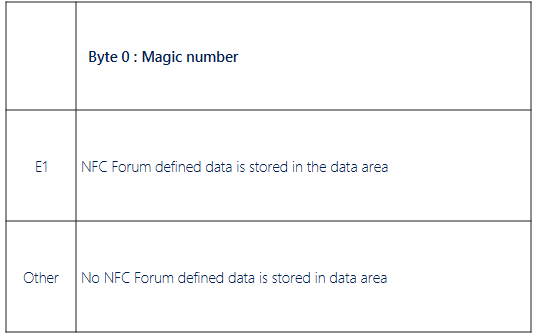 Byte 0 : Magic number
E1 NFC Forum defined data is stored in the data area
Other No NFC Forum defined data is stored in data area